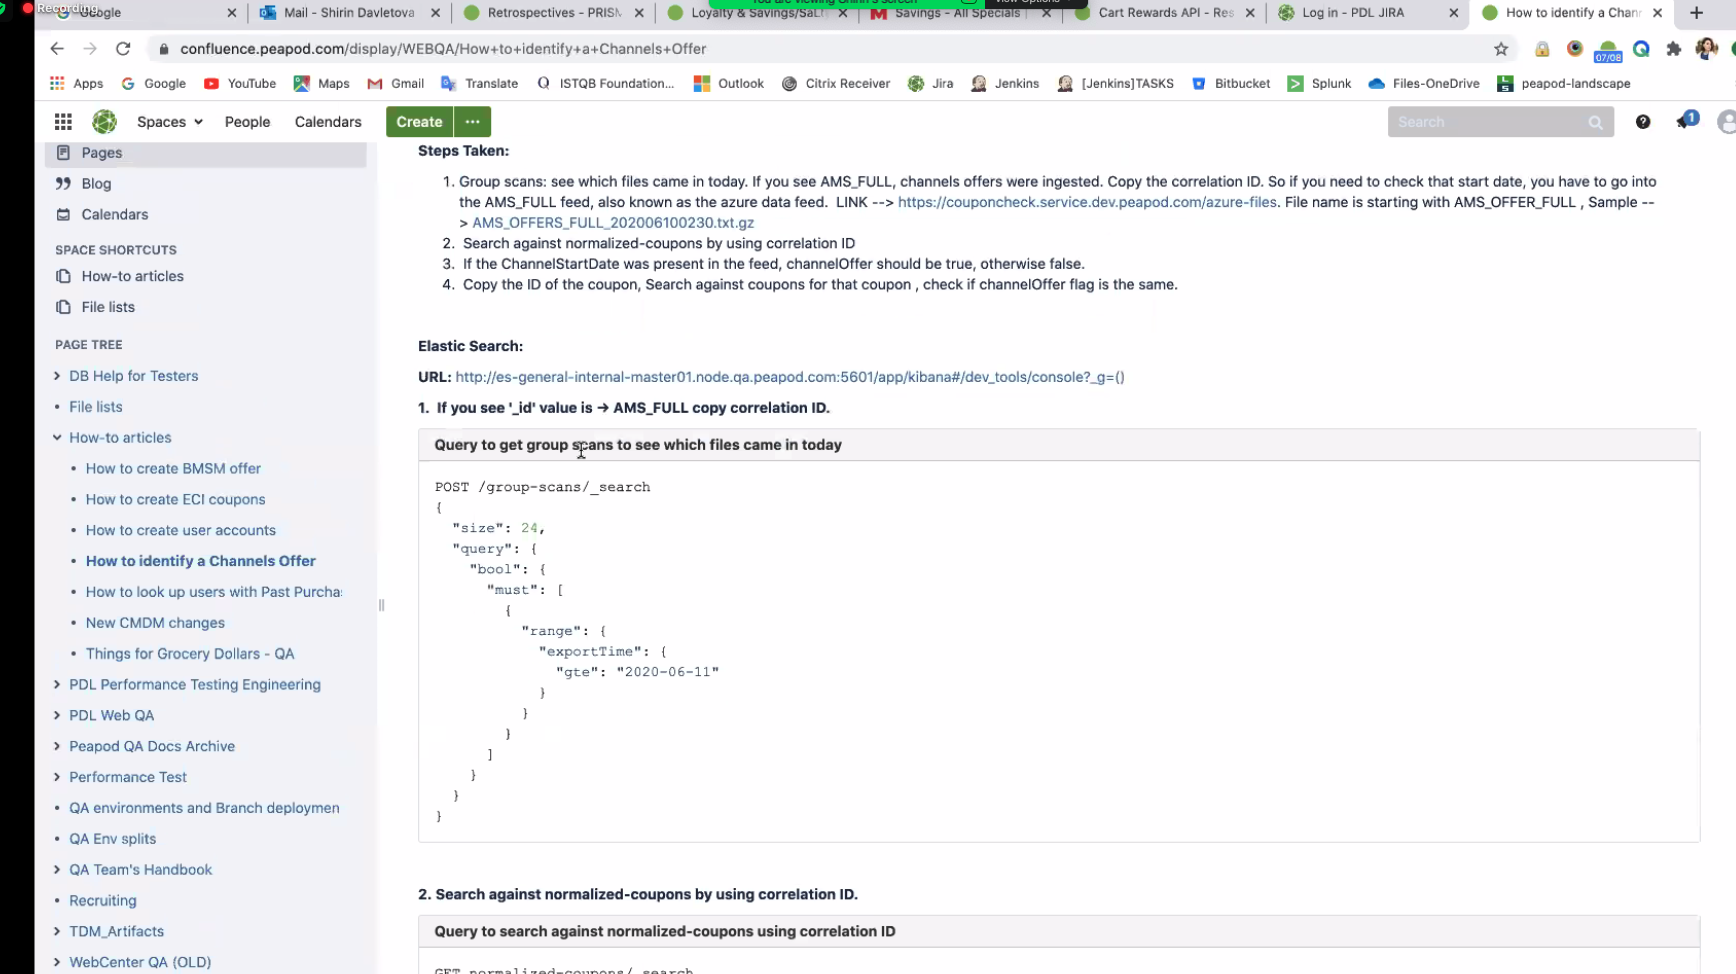 Recording
You are viewing Shirin's screen
View Options
Google
Mail - Shirin Davletova
Retrospectives - PRISM
Loyalty & Savings/Sa
Savings - All Specials
Cart Rewards API - Res
Log in - PDL JIRA
How to identify a Chann
confluence.peapod.com/display/WEBQA/How+to+identify+a+Channels+Offer
07/08
Apps
Google
YouTube
Maps
Gmail
Translate
ISTQB Foundation...
Outlook
Citrix Receiver
Jira
Jenkins
[Jenkins]TASKS
Bitbucket
Splunk
Files-OneDrive
peapod-landscape
Spaces
People
Calendars
Create
Search
1
Pages
Blog
Calendars
SPACE SHORTCUTS
How-to articles
File lists
PAGE TREE
DB Help for Testers
File lists
How-to articles
How to create BMSM offer
How to create ECI coupons
How to create user accounts
How to identify a Channels Offer
How to look up users with Past Purcha
New CMDM changes
Things for Grocery Dollars - QA
PDL Performance Testing Engineering
PDL Web QA
Peapod QA Docs Archive
Performance Test
QA environments and Branch deploymen
QA Env splits
QA Team's Handbook
Recruiting
TDM_Artifacts
WebCenter QA (OLD)
Steps Taken:
1. Group scans: see which files came in today. If you see AMS_FULL, channels offers were ingested. Copy the correlation ID. So if you need to check that start date, you have to go into
the AMS_FULL feed, also known as the azure data feed. LINK --> https://couponcheck.service.dev.peapod.com/azure-files. File name is starting with AMS_OFFER_FULL , Sample --
> AMS_OFFERS_FULL_202006100230.txt.gz
2. Search against normalized-coupons by using correlation ID
3. If the ChannelStartDate was present in the feed, channelOffer should be true, otherwise false.
4. Copy the ID of the coupon, Search against coupons for that coupon , check if channelOffer flag is the same.
Elastic Search:
URL: http://es-general-internal-master01.node.qa.peapod.com:5601/app/kibana#/dev_tools/console?_g=()
1. If you see '_id' value is → AMS_FULL copy correlation ID.
Query to get group scans to see which files came in today
POST /group-scans/_search
{
"size": 24,
"query": {
"bool": {
"must": [
{
"range": {
"exportTime": {
"gte": "2020-06-11"
}
}
}
]
}
}
}
2. Search against normalized-coupons by using correlation ID.
Query to search against normalized-coupons using correlation ID
GET normalized-coupons/_search